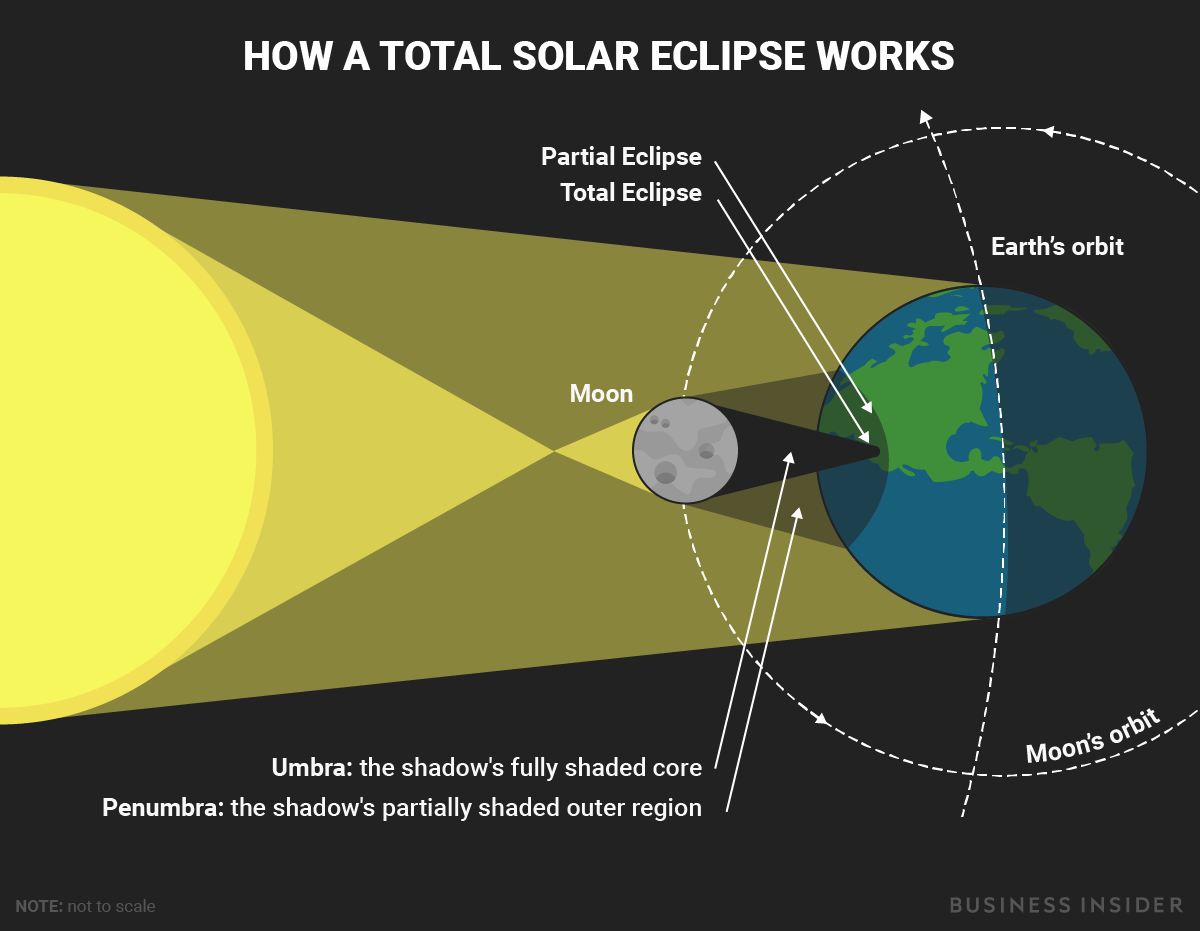 HOW A TOTAL SOLAR ECLIPSE WORKS
Partial Eclipse
Total Eclipse
Earth's orbit
Moon
Moon's orbit
Umbra: the shadow's fully shaded core
Penumbra: the shadow's partially shaded outer region
NOTE: not to scale
BUSINESS INSIDER